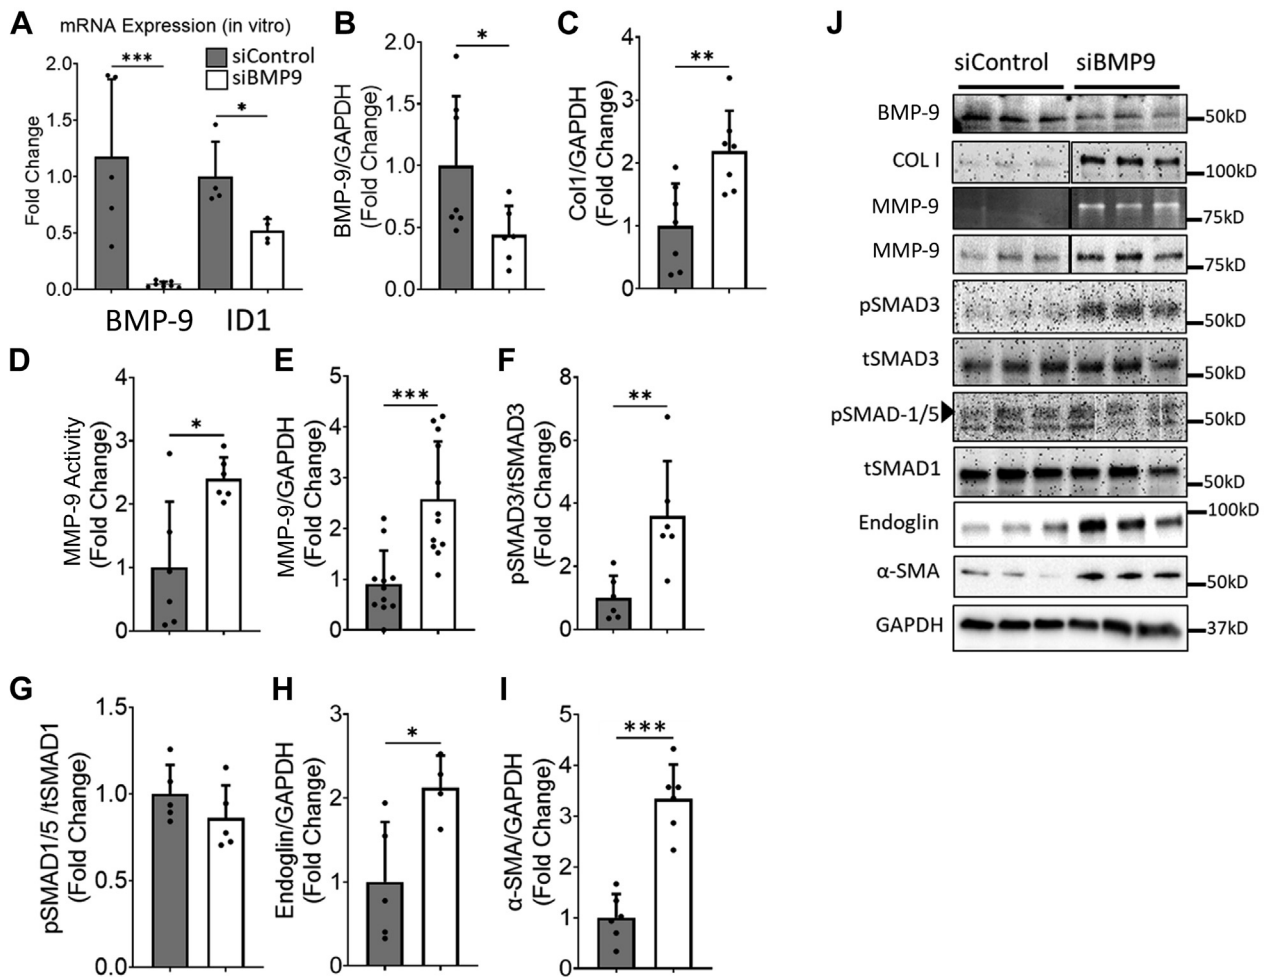 A
mRNA Expression (in vitro)
siControl
siBMP9
Fold Change
2.0
1.5
1.0
0.5
0.0
***
*
BMP-9
ID1
B
BMP-9/GAPDH
(Fold Change)
2.0
1.5
1.0
0.5
0.0
*
C
Col1/GAPDH
(Fold Change)
4
3
2
1
0
**
D
MMP-9 Activity
(Fold Change)
4
3
2
1
0
*
E
MMP-9/GAPDH
(Fold Change)
5
4
3
2
1
0
***
F
pSMAD3/tSMAD3
(Fold Change)
8
6
4
2
0
**
G
pSMAD1/5 /tSMAD1
(Fold Change)
1.5
1.0
0.5
0.0
H
Endoglin/GAPDH
(Fold Change)
3
2
1
0
*
I
α-SMA/GAPDH
(Fold Change)
5
4
3
2
1
0
***
J
siControl siBMP9
BMP-9 50kD
COL I 100kD
MMP-9 75kD
MMP-9 75kD
pSMAD3 50kD
tSMAD3 50kD
pSMAD-1/5 50kD
tSMAD1 50kD
Endoglin 100kD
α-SMA 50kD
GAPDH 37kD